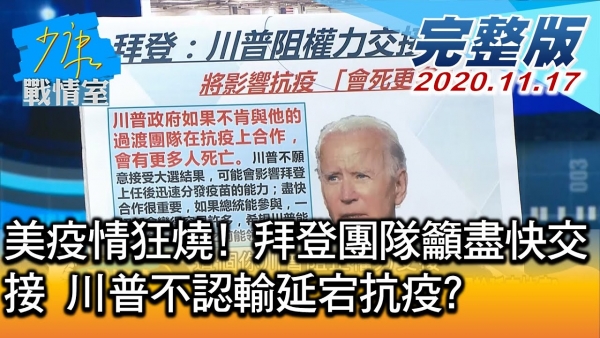 少康
戰情室
拜登：川普阻權力交接
完整版
2020.11.17
將影響抗疫 「會死更
川普政府如果不肯與他的
過渡團隊在抗疫上合作，
會有更多人死亡。川普不願
意接受大選結果，可能會影響拜登
上任後迅速分發疫苗的能力；盡快
合作很重要，如果總統能參與，一
003
美疫情狂燒! 拜登團隊籲盡快交
接 川普不認輸延宕抗疫?